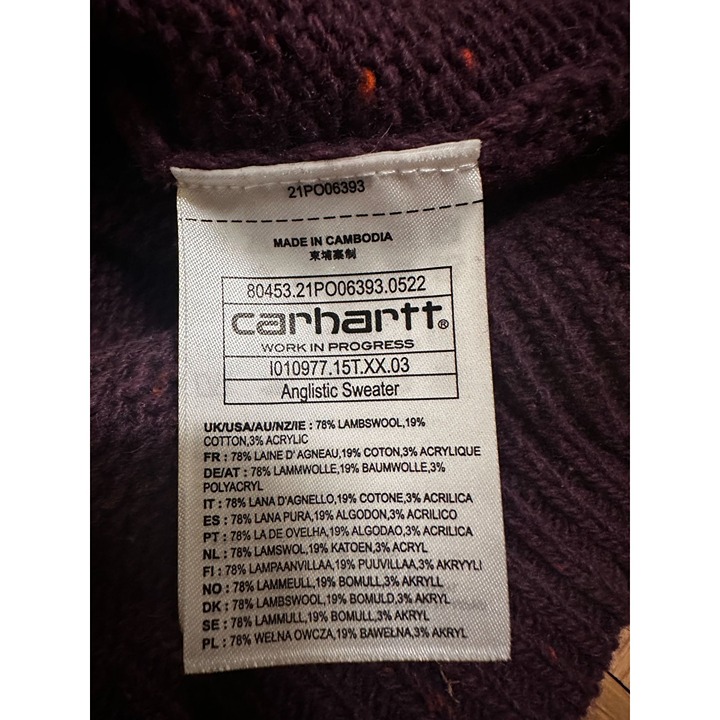 21PO06393
MADE IN CAMBODIA
柬埔寨制
80453.21PO06393.0522
carhartt®
WORK IN PROGRESS
I010977.15T.XX.03
Anglistic Sweater
UK/USA/AU/NZ/IE : 78% LAMBSWOOL,19%
COTTON,3% ACRYLIC
FR : 78% LAINE D'AGNEAU,19% COTON,3% ACRYLIQUE
DE/AT : 78% LAMMWOLLE,19% BAUMWOLLE,3%
POLYACRYL
IT : 78% LANA D'AGNELLO,19% COTONE,3% ACRILICA
ES : 78% LANA PURA,19% ALGODON,3% ACRILICO
PT : 78% LA DE OVELHA,19% ALGODAO,3% ACRILICA
NL : 78% LAMSWOL,19% KATOEN,3% ACRYL
FI : 78% LAMPAANVILLAA,19% PUUVILLAA,3% AKRYYLI
NO : 78% LAMMEULL,19% BOMULL,3% AKRYLL
DK : 78% LAMBSWOOL,19% BOMULD,3% AKRYL
SE : 78% LAMMULL,19% BOMULL,3% AKRYL
PL : 78% WEŁNA OWCZA,19% BAWEŁNA,3% AKRYL